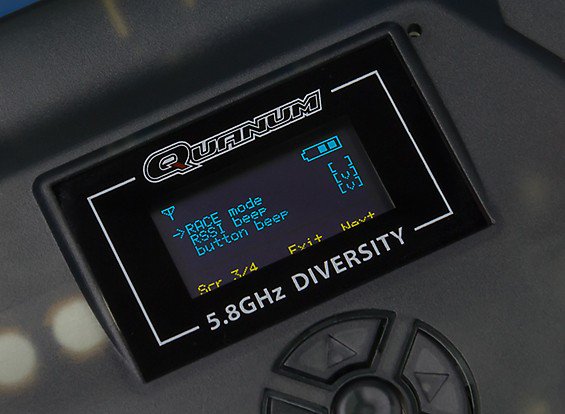 QUANUM
→RACE mode [ ]
RSSI beep [v]
button beep [v]
Scr 3/4 Exit Next
5.8GHz DIVERSITY